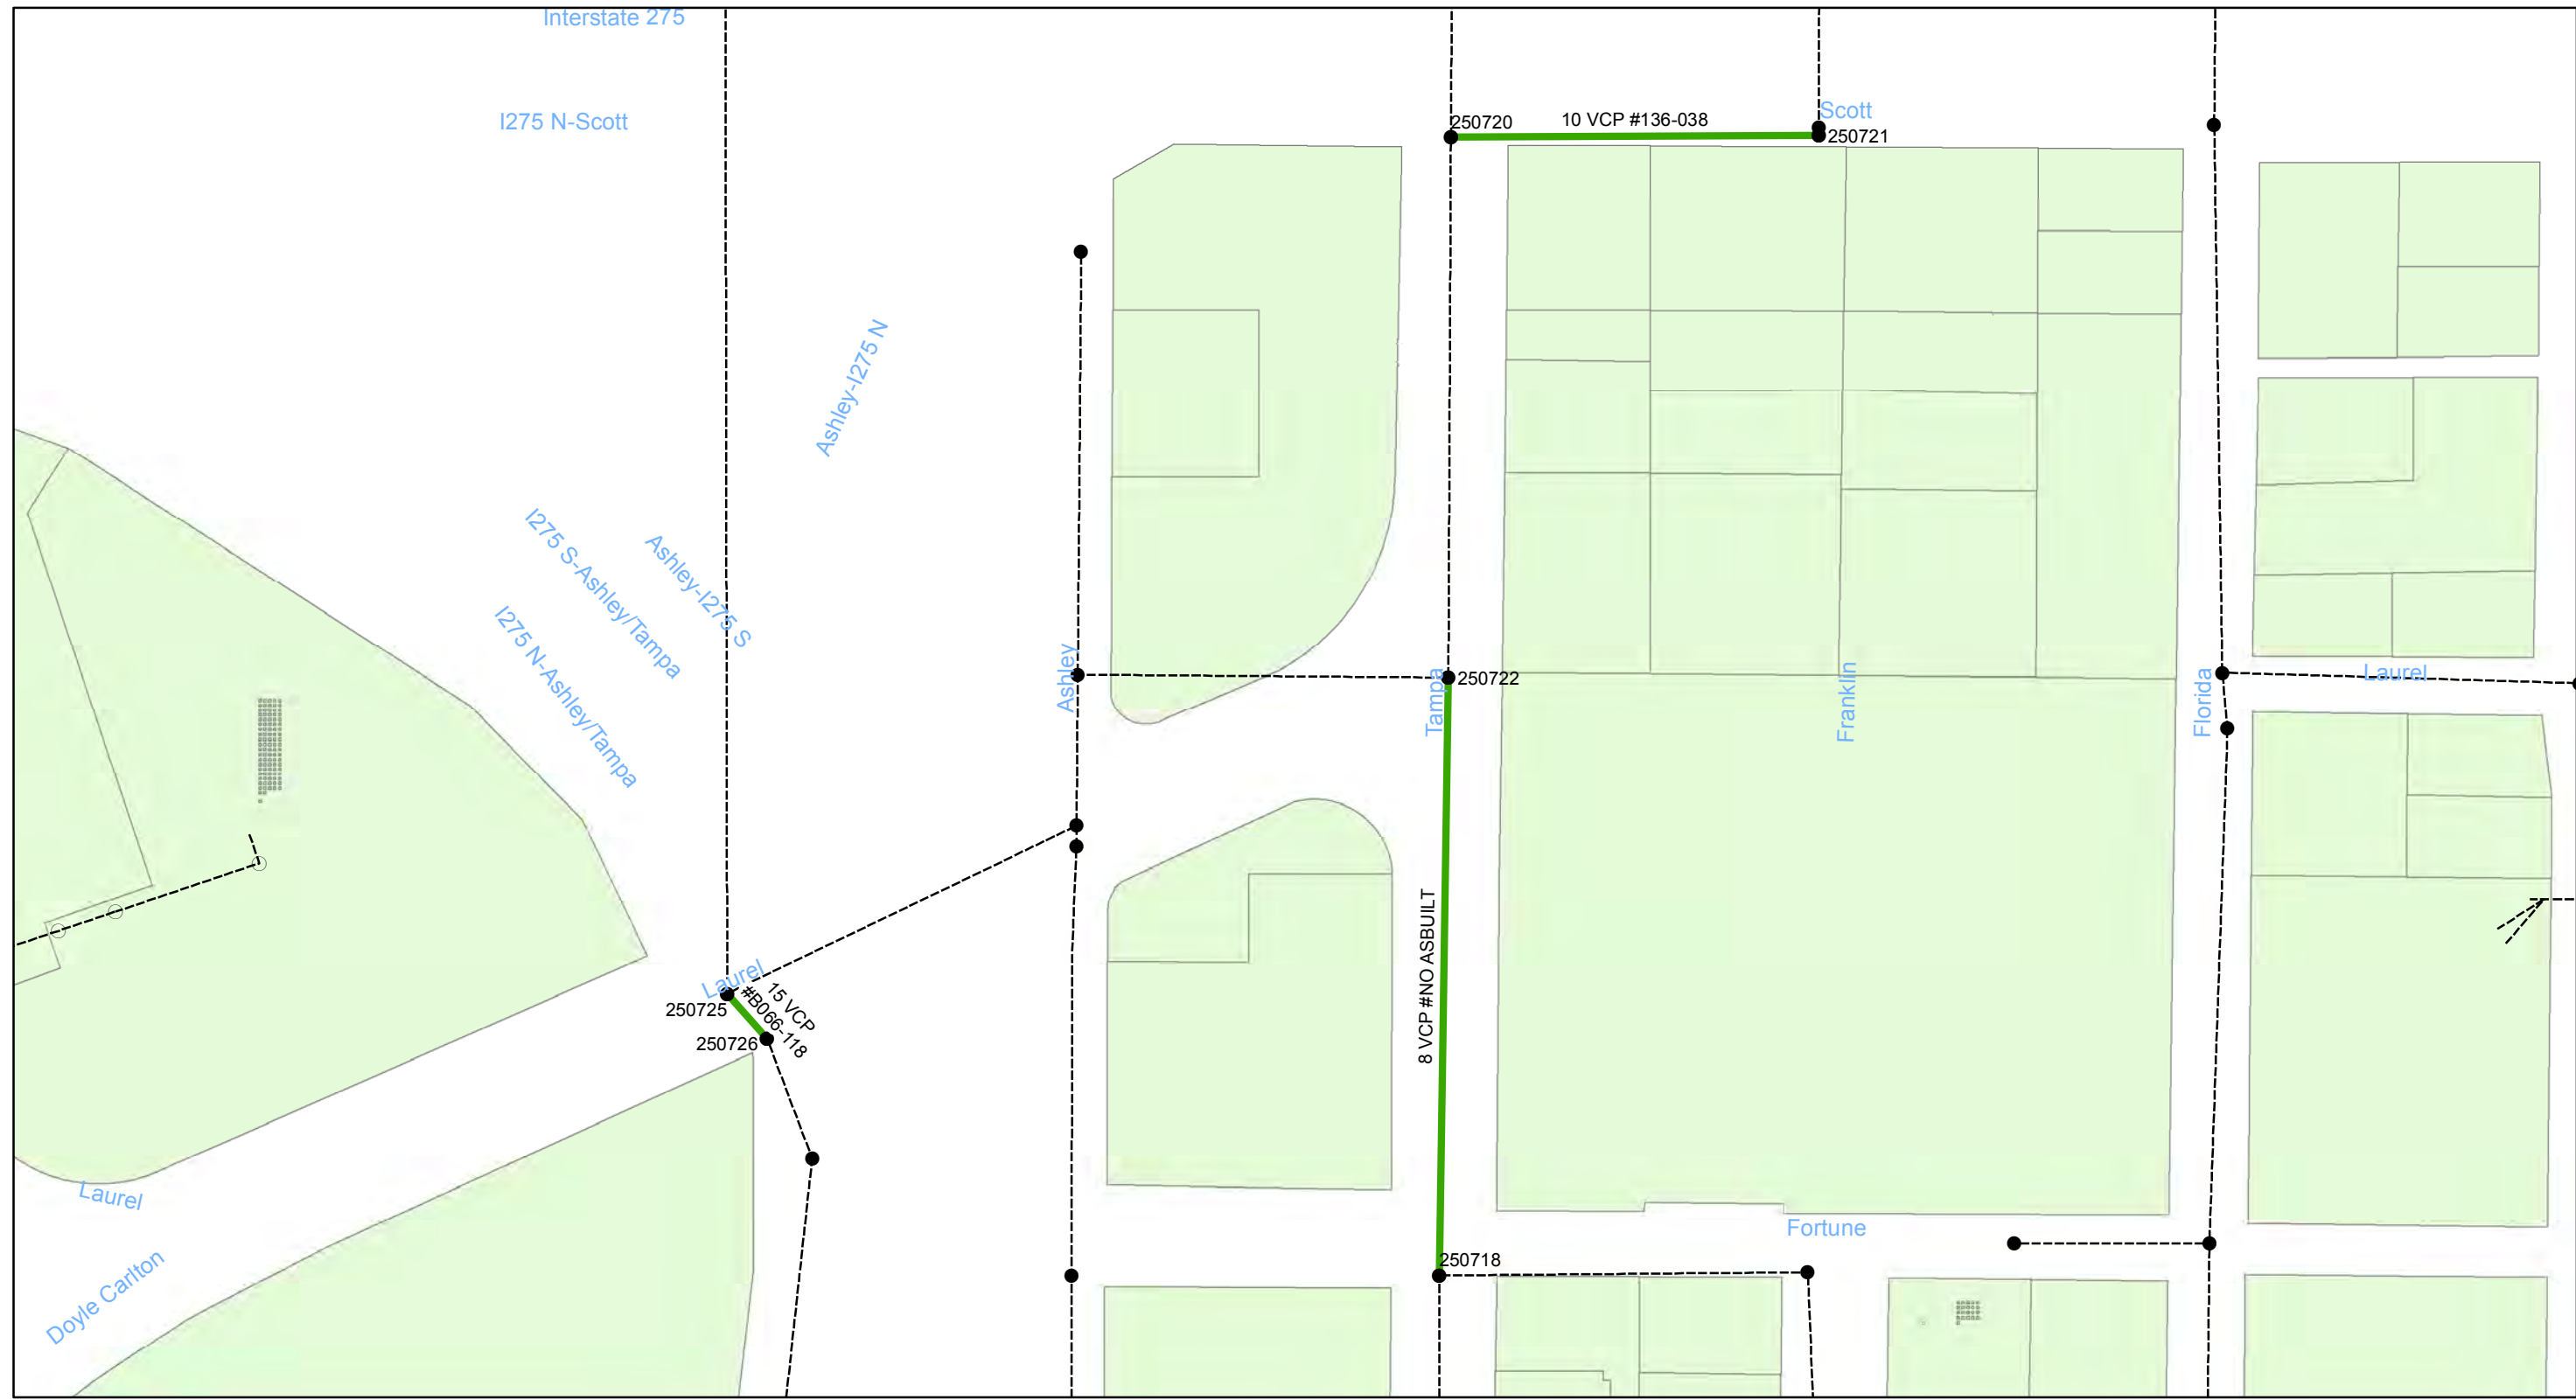 Interstate 275
I275 N-Scott
Scott
250720
10 VCP #136-038
250721
Ashley-I275 N
I275 S-Ashley/Tampa
Ashley-I275 S
I275 N-Ashley/Tampa
Ashley
Tampa
250722
Franklin
Florida
Laurel
8 VCP #NO ASBUILT
Laurel
250725
15 VCP
#B066-118
250726
Laurel
Fortune
250718
Doyle Carlton